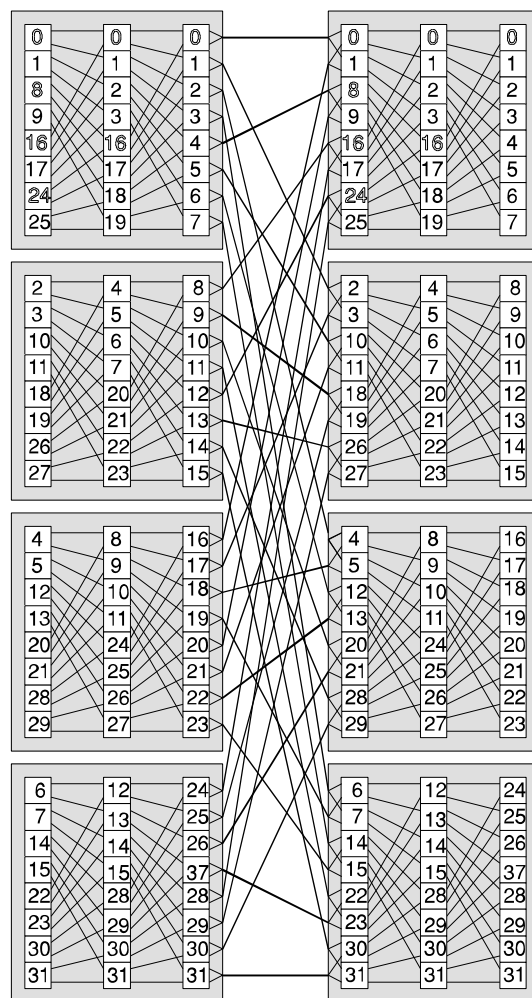 0 0 0 0 0 0
1 1 1 1 1 1
8 2 2 8 2 2
9 3 3 9 3 3
16 16 4 16 16 4
17 17 5 17 17 5
24 18 6 24 18 6
25 19 7 25 19 7
2 4 8 2 4 8
3 5 9 3 5 9
10 6 10 10 6 10
11 7 11 11 7 11
18 20 12 18 20 12
19 21 13 19 21 13
26 22 14 26 22 14
27 23 15 27 23 15
4 8 16 4 8 16
5 9 17 5 9 17
12 10 18 12 10 18
13 11 19 13 11 19
20 24 20 20 24 20
21 25 21 21 25 21
28 26 22 28 26 22
29 27 23 29 27 23
6 12 24 6 12 24
7 13 25 7 13 25
14 14 26 14 14 26
15 15 37 15 15 37
22 28 28 22 28 28
23 29 29 23 29 29
30 30 30 30 30 30
31 31 31 31 31 31